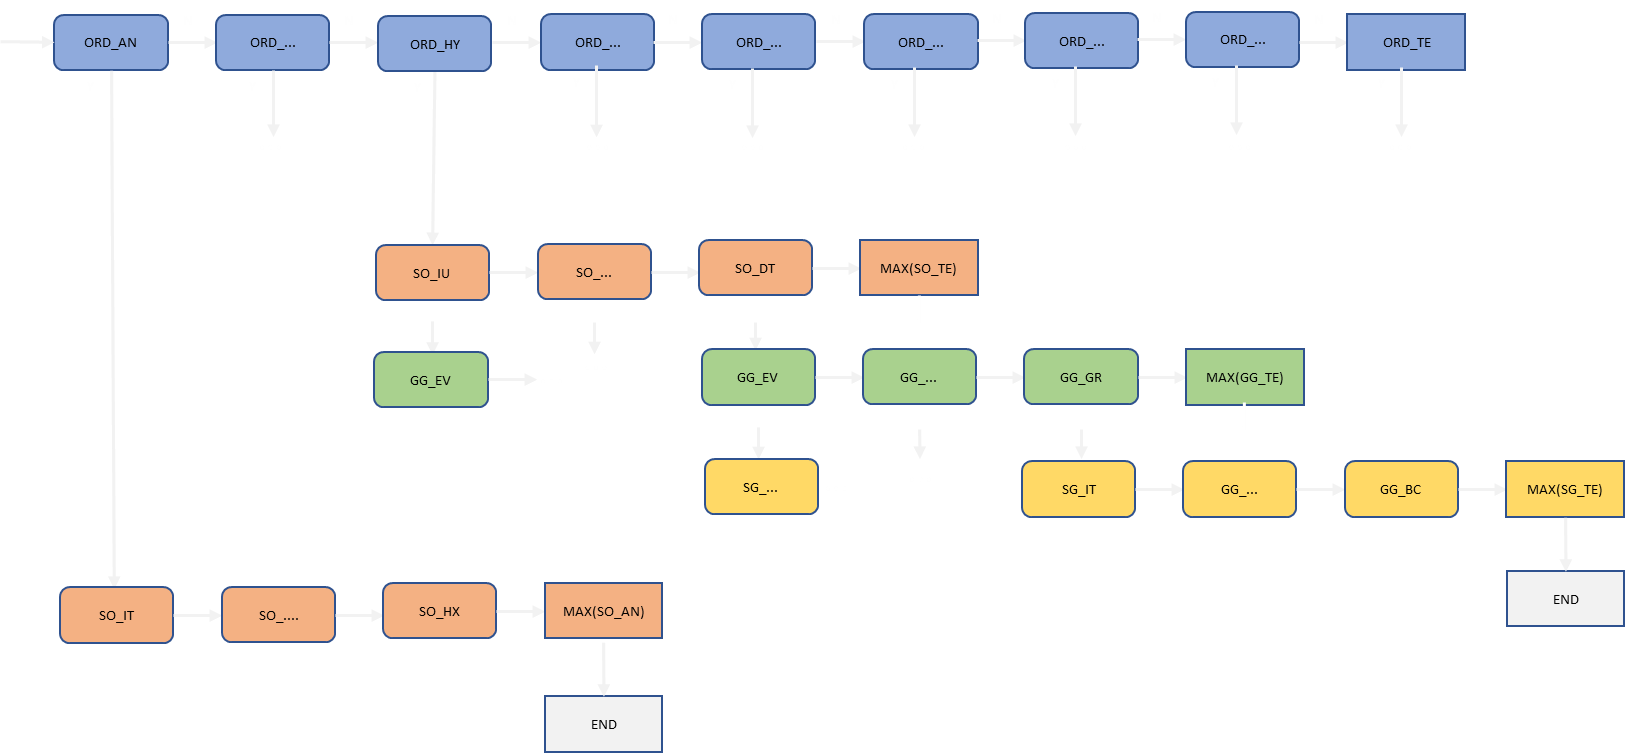 ORD_AN
ORD_...
ORD_HY
ORD_...
ORD_...
ORD_...
ORD_...
ORD_...
ORD_TE
SO_IU
SO_...
SO_DT
MAX(SO_TE)
GG_EV
GG_EV
GG_...
GG_GR
MAX(GG_TE)
SG_...
SG_IT
GG_...
GG_BC
MAX(SG_TE)
END
SO_IT
SO_....
SO_HX
MAX(SO_AN)
END